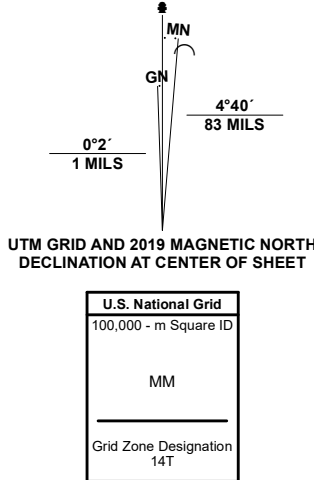 MN
GN
4°40´
83 MILS
0°2´
1 MILS
UTM GRID AND 2019 MAGNETIC NORTH
DECLINATION AT CENTER OF SHEET
U.S. National Grid
100,000 - m Square ID
MM
Grid Zone Designation
14T